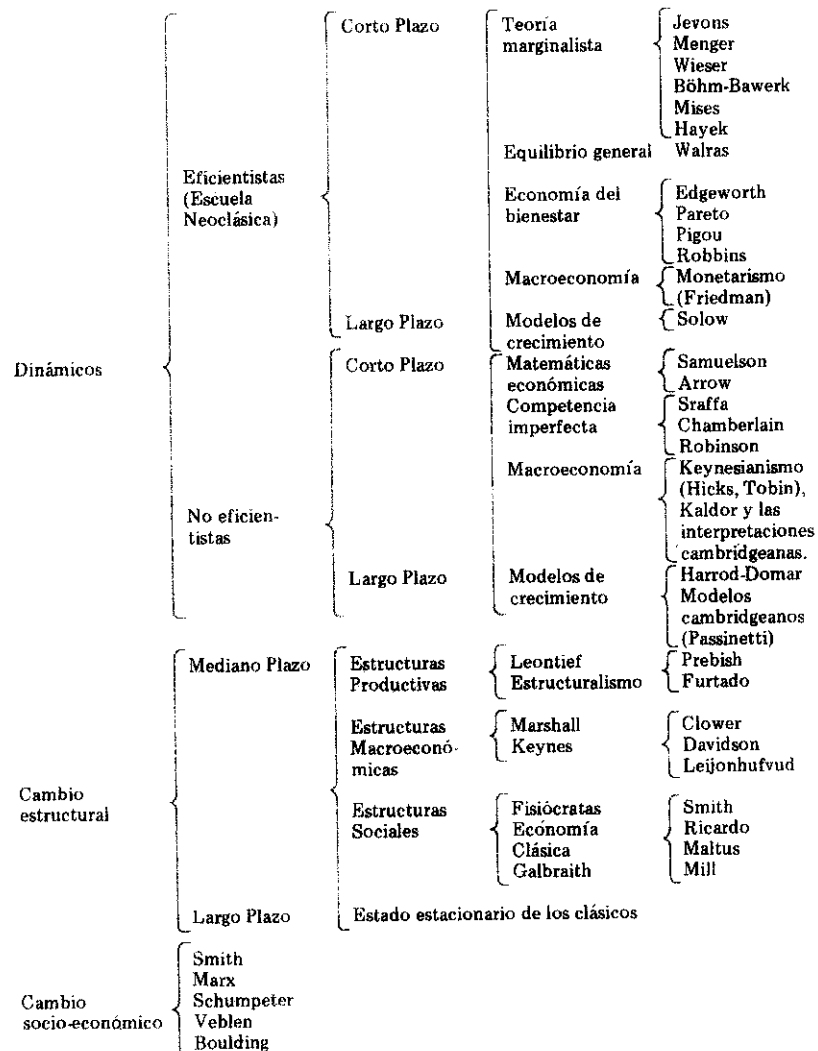 Dinámicos
Eficientistas
(Escuela
Neoclásica)
Corto Plazo
Teoría
marginalista
Jevons
Menger
Wieser
Böhm-Bawerk
Mises
Hayek
Equilibrio general
Walras
Economía del
bienestar
Edgeworth
Pareto
Pigou
Robbins
Macroeconomía
Monetarismo
(Friedman)
Largo Plazo
Modelos de
crecimiento
Solow
No eficien-
tistas
Corto Plazo
Matemáticas
económicas
Samuelson
Arrow
Competencia
imperfecta
Sraffa
Chamberlain
Robinson
Macroeconomía
Keynesianismo
(Hicks, Tobin),
Kaldor y las
interpretaciones
cambridgeanas.
Largo Plazo
Modelos de
crecimiento
Harrod-Domar
Modelos
cambridgeanos
(Passinetti)
Cambio
estructural
Mediano Plazo
Estructuras
Productivas
Leontief
Estructuralismo
Prebish
Furtado
Estructuras
Macroeconó-
micas
Marshall
Keynes
Clower
Davidson
Leijonhufvud
Estructuras
Sociales
Fisiócratas
Ecónomía
Clásica
Galbraith
Smith
Ricardo
Maltus
Mill
Largo Plazo
Estado estacionario de los clásicos
Cambio
socio-económico
Smith
Marx
Schumpeter
Veblen
Boulding